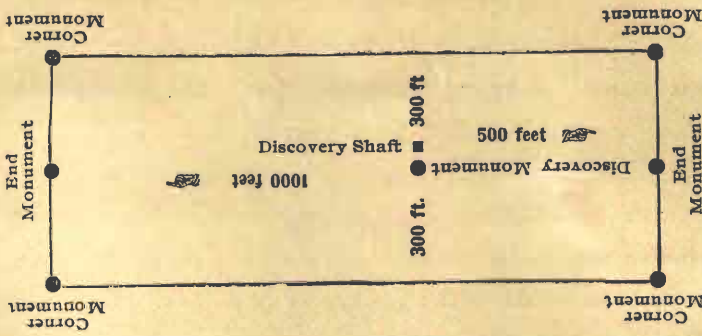 Corner
Monument
Corner
Monument
End
Monument
300 ft
Discovery Shaft
500 feet
Discovery Monument
1000 feet
300 ft.
End
Monument
Corner
Monument
Corner
Monument